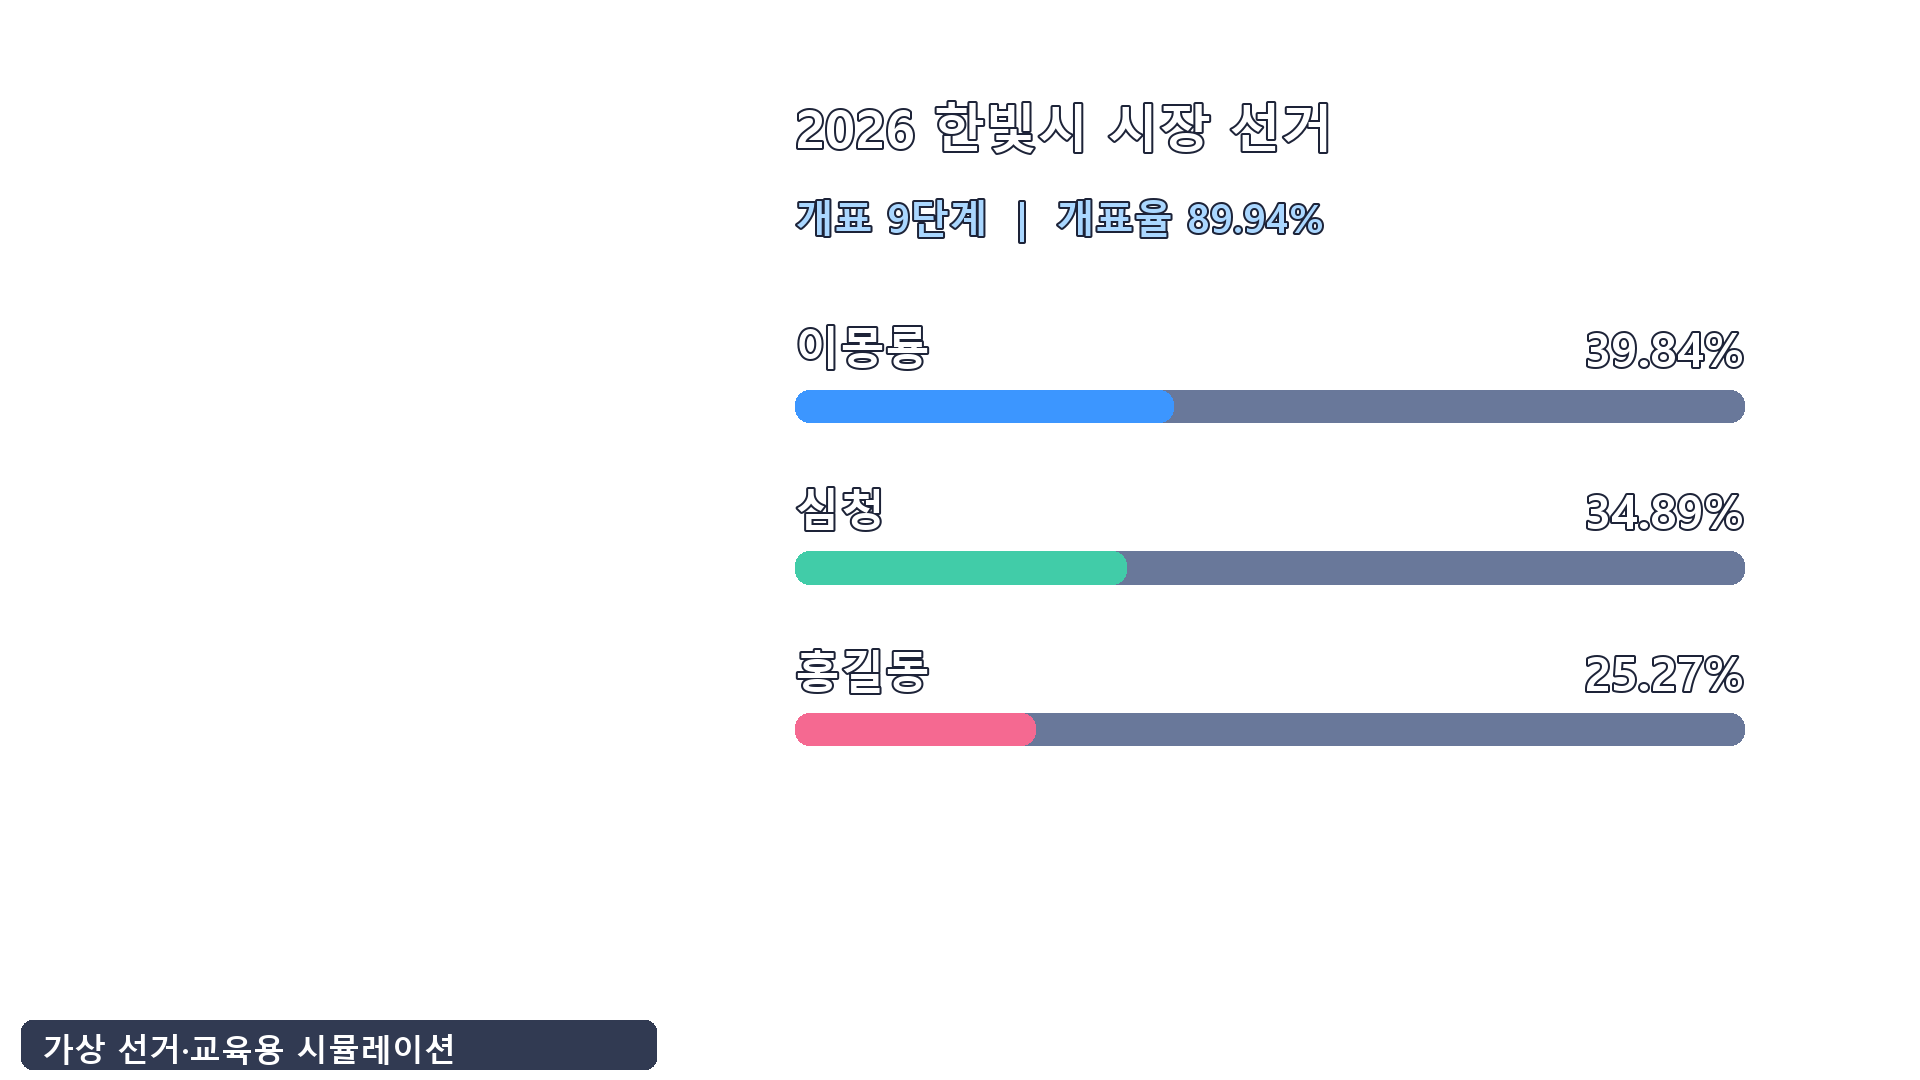 2026 한빛시 시장 선거
개표 9단계 | 개표율 89.94%
이몽룡 39.84%
심청 34.89%
홍길동 25.27%
가상 선거·교육용 시뮬레이션